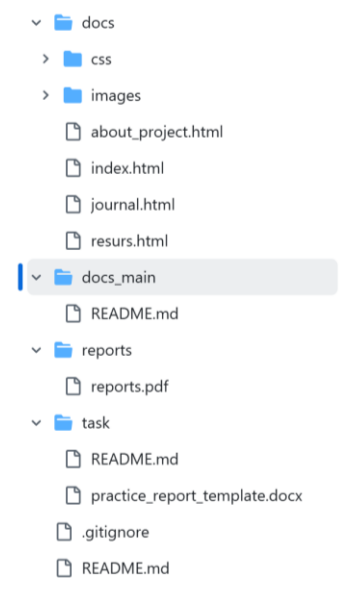 docs
css
images
about_project.html
index.html
journal.html
resurs.html
docs_main
README.md
reports
reports.pdf
task
README.md
practice_report_template.docx
.gitignore
README.md